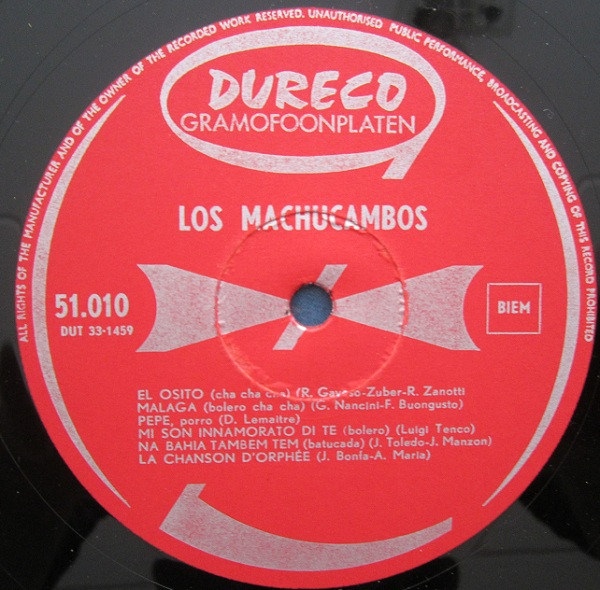 ALL RIGHTS OF THE MANUFACTURER AND OF THE OWNER OF THE RECORDED WORK RESERVED. UNAUTHORISED PUBLIC PERFORMANCE, BROADCASTING AND COPYING OF THIS RECORD PROHIBITED
DURECO
GRAMOFOONPLATEN
LOS MACHUCAMBOS
51.010
DUT 33-1459
BIEM
EL OSITO (cha cha cha) (R. Gayoso-Zuber-R. Zanotti
MALAGA (bolero cha cha) (G. Nancini-F. Buongusto)
PEPE, porro (D. Lemaitre)
MI SON INNAMORATO DI TE (bolero) (Luigi Tenco)
NA BAHIA TAMBEM TEM (batucada) (J. Toledo-J. Manzon)
LA CHANSON D'ORPHÉE (J. Bonfa-A. Maria)